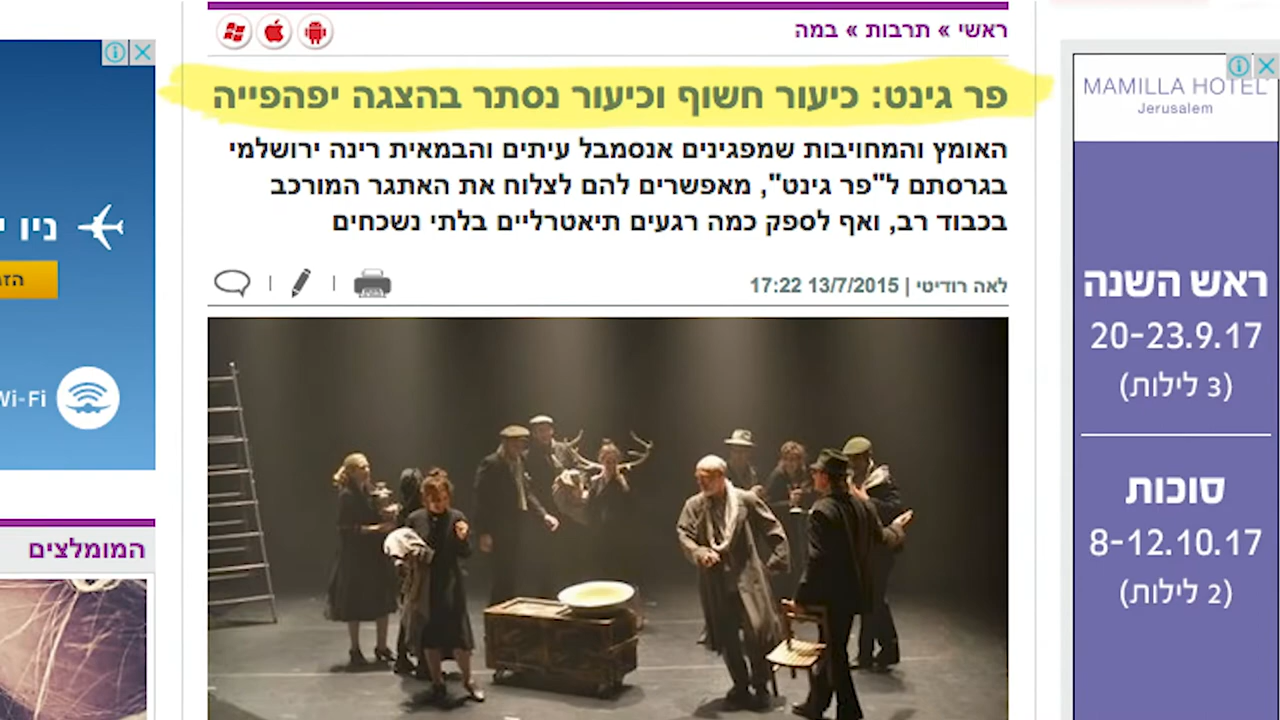 ראשי » תרבות » במה
פר גינט: כיעור חשוף וכיעור נסתר בהצגה יפהפייה
האומץ והמחויבות שמפגינים אנסמבל עיתים והבמאית רינה ירושלמי
בגרסתם ל"פר גינט", מאפשרים להם לצלוח את האתגר המורכב
בכבוד רב, ואף לספק כמה רגעים תיאטרליים בלתי נשכחים
לאה רודיטי | 13/7/2015 17:22
MAMILLA HOTEL
Jerusalem
ראש השנה
20-23.9.17
(3 לילות)
סוכות
8-12.10.17
(2 לילות)
ניו
Wi-Fi
המומלצים